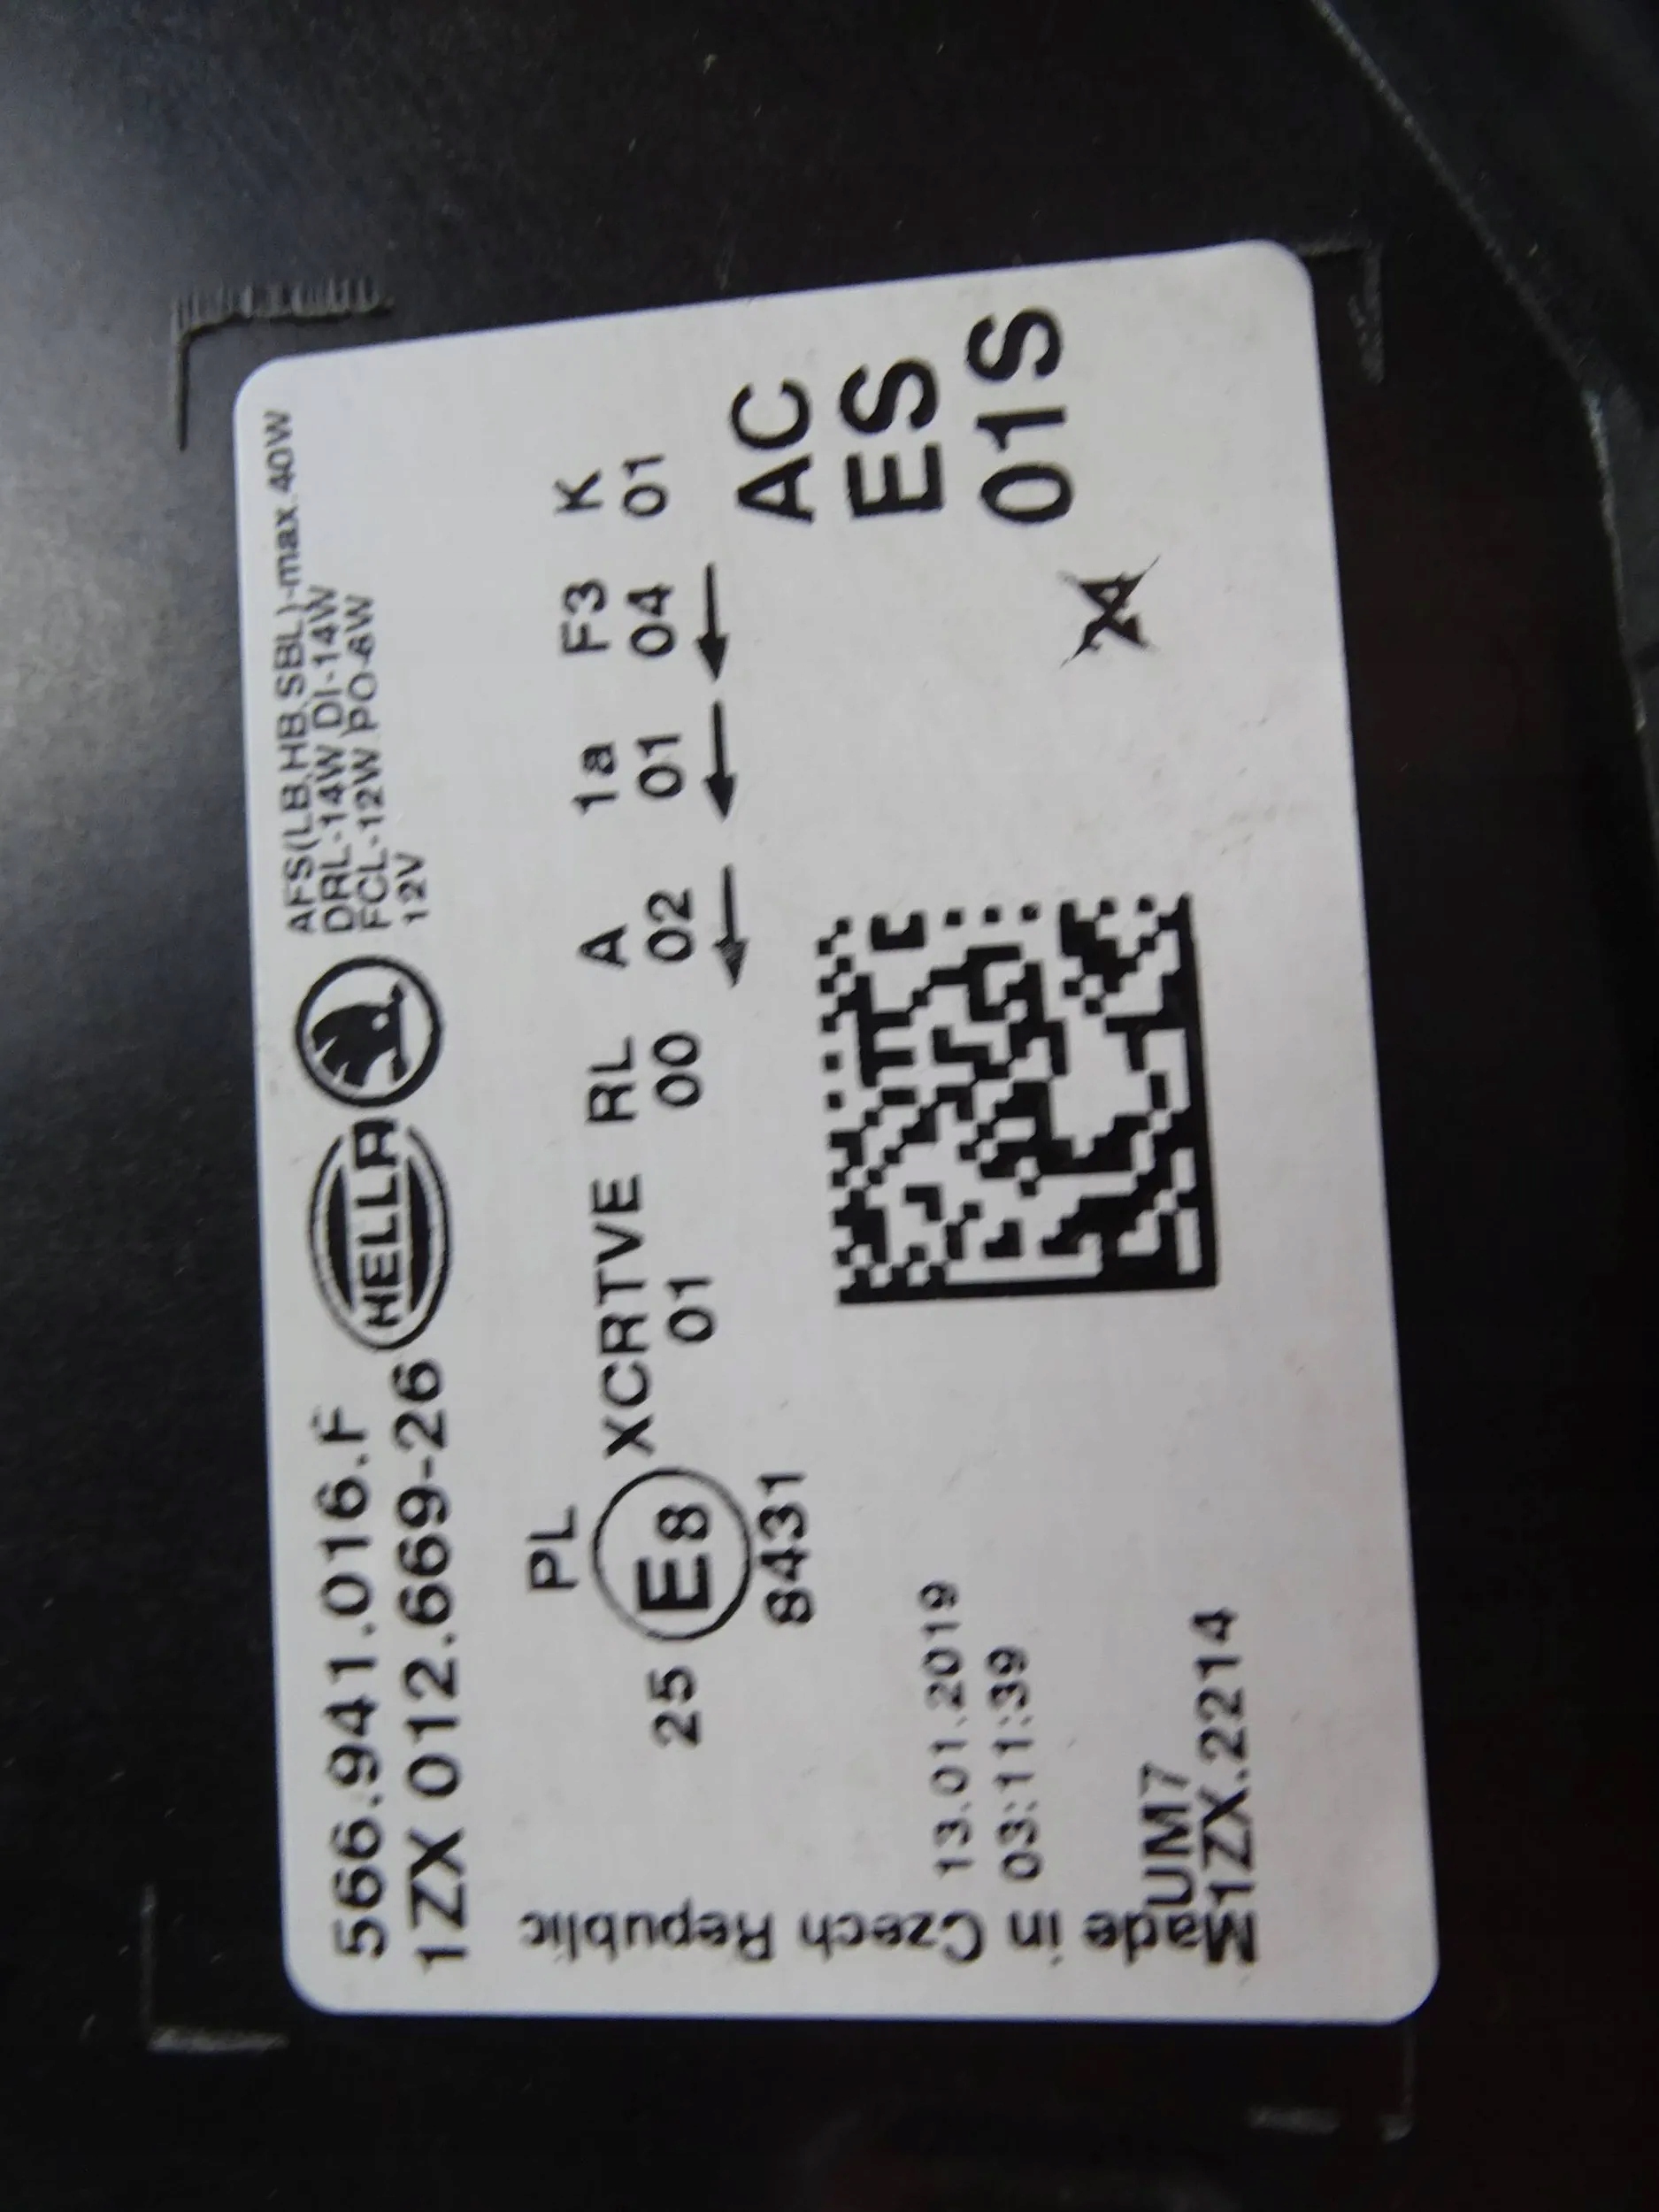 566.941.016.F
1ZX 012.669-26
HELLA
AFS(LB,HB,SBL)-max.40W
DRL-14W DI-14W
FCL-12W PO-6W
12V
PL
25 E8 XCRTVE RL A 1a F3 K
01 00 02 01 04 01
8431
AC
ES
01S
13.01.2019
03:11:39
UM7
1ZX.2214
Made in Czech Republic